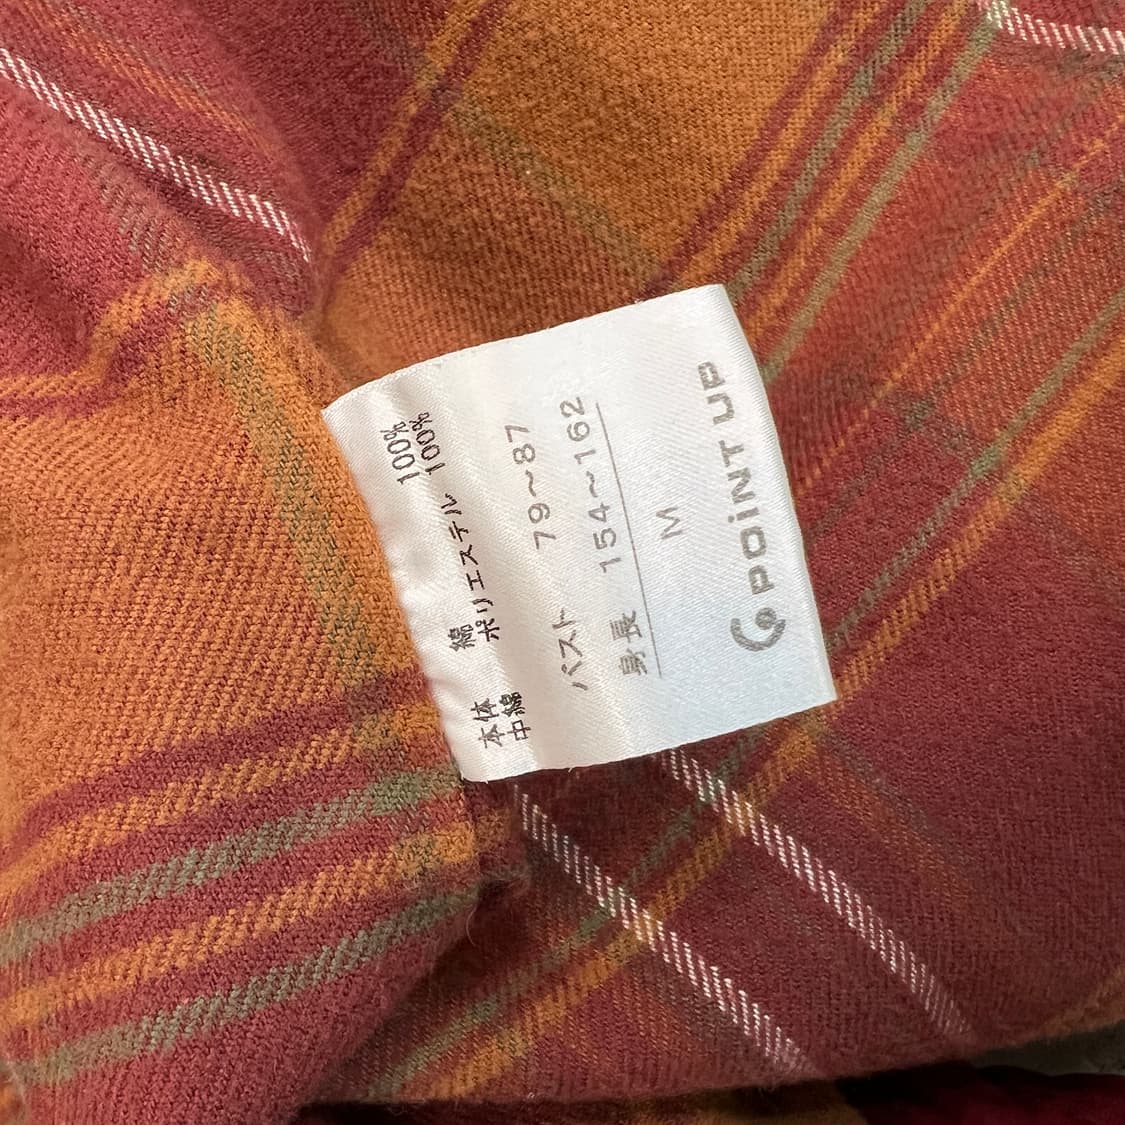 POiNT UP
M
身長 154~162
バスト 79~87
本体 綿 100%
中綿 ポリエステル 100%